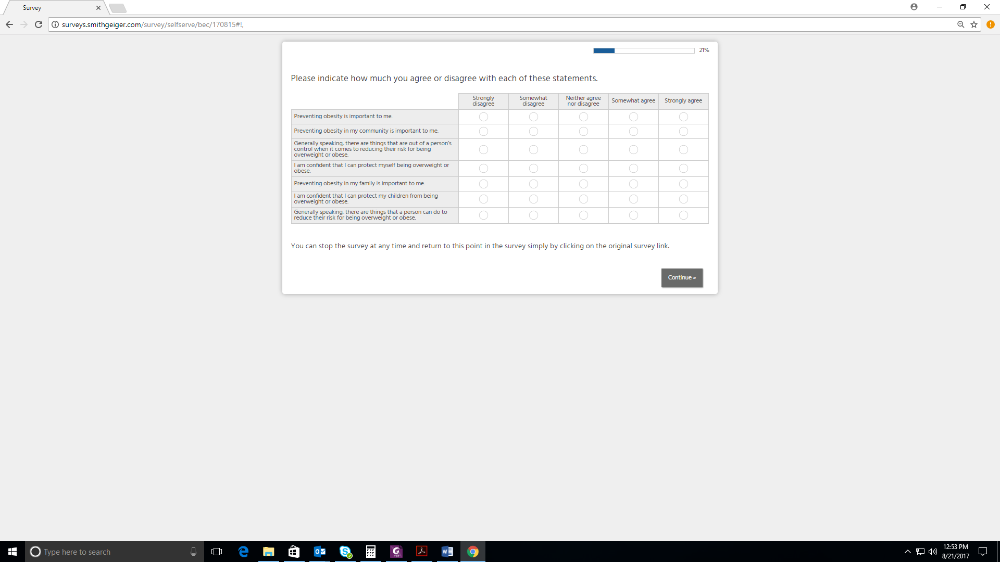 Survey
surveys.smithgeiger.com/survey/selfserve/bec/170815#!,
21%
Please indicate how much you agree or disagree with each of these statements.
Strongly
disagree
Somewhat
disagree
Neither agree
nor disagree
Somewhat agree
Strongly agree
Preventing obesity is important to me.
Preventing obesity in my community is important to me.
Generally speaking, there are things that are out of a person’s
control when it comes to reducing their risk for being
overweight or obese.
I am confident that I can protect myself being overweight or
obese.
Preventing obesity in my family is important to me.
I am confident that I can protect my children from being
overweight or obese.
Generally speaking, there are things that a person can do to
reduce their risk for being overweight or obese.
You can stop the survey at any time and return to this point in the survey simply by clicking on the original survey link.
Continue »
Type here to search
12:53 PM
8/21/2017